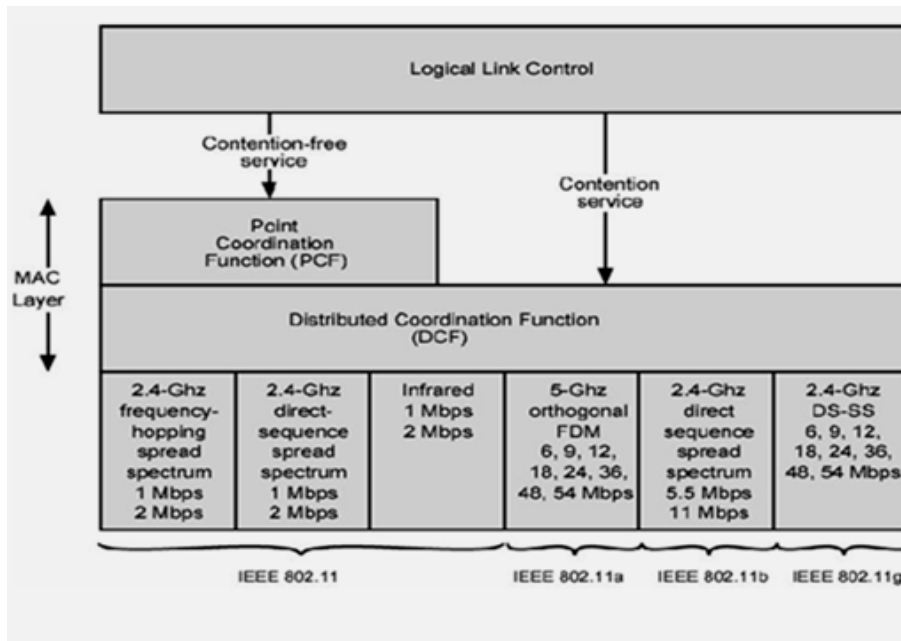 Logical Link Control
Contention-free
service
Contention
service
Point
Coordination
Function (PCF)
MAC
Layer
Distributed Coordination Function
(DCF)
2.4-Ghz
frequency-
hopping
spread
spectrum
1 Mbps
2 Mbps
2.4-Ghz
direct-
sequence
spread
spectrum
1 Mbps
2 Mbps
Infrared
1 Mbps
2 Mbps
5-Ghz
orthogonal
FDM
6, 9, 12,
18, 24, 36,
48, 54 Mbps
2.4-Ghz
direct
sequence
spread
spectrum
5.5 Mbps
11 Mbps
2.4-Ghz
DS-SS
6, 9, 12,
18, 24, 36,
48, 54 Mbps
IEEE 802.11
IEEE 802.11a
IEEE 802.11b
IEEE 802.11g